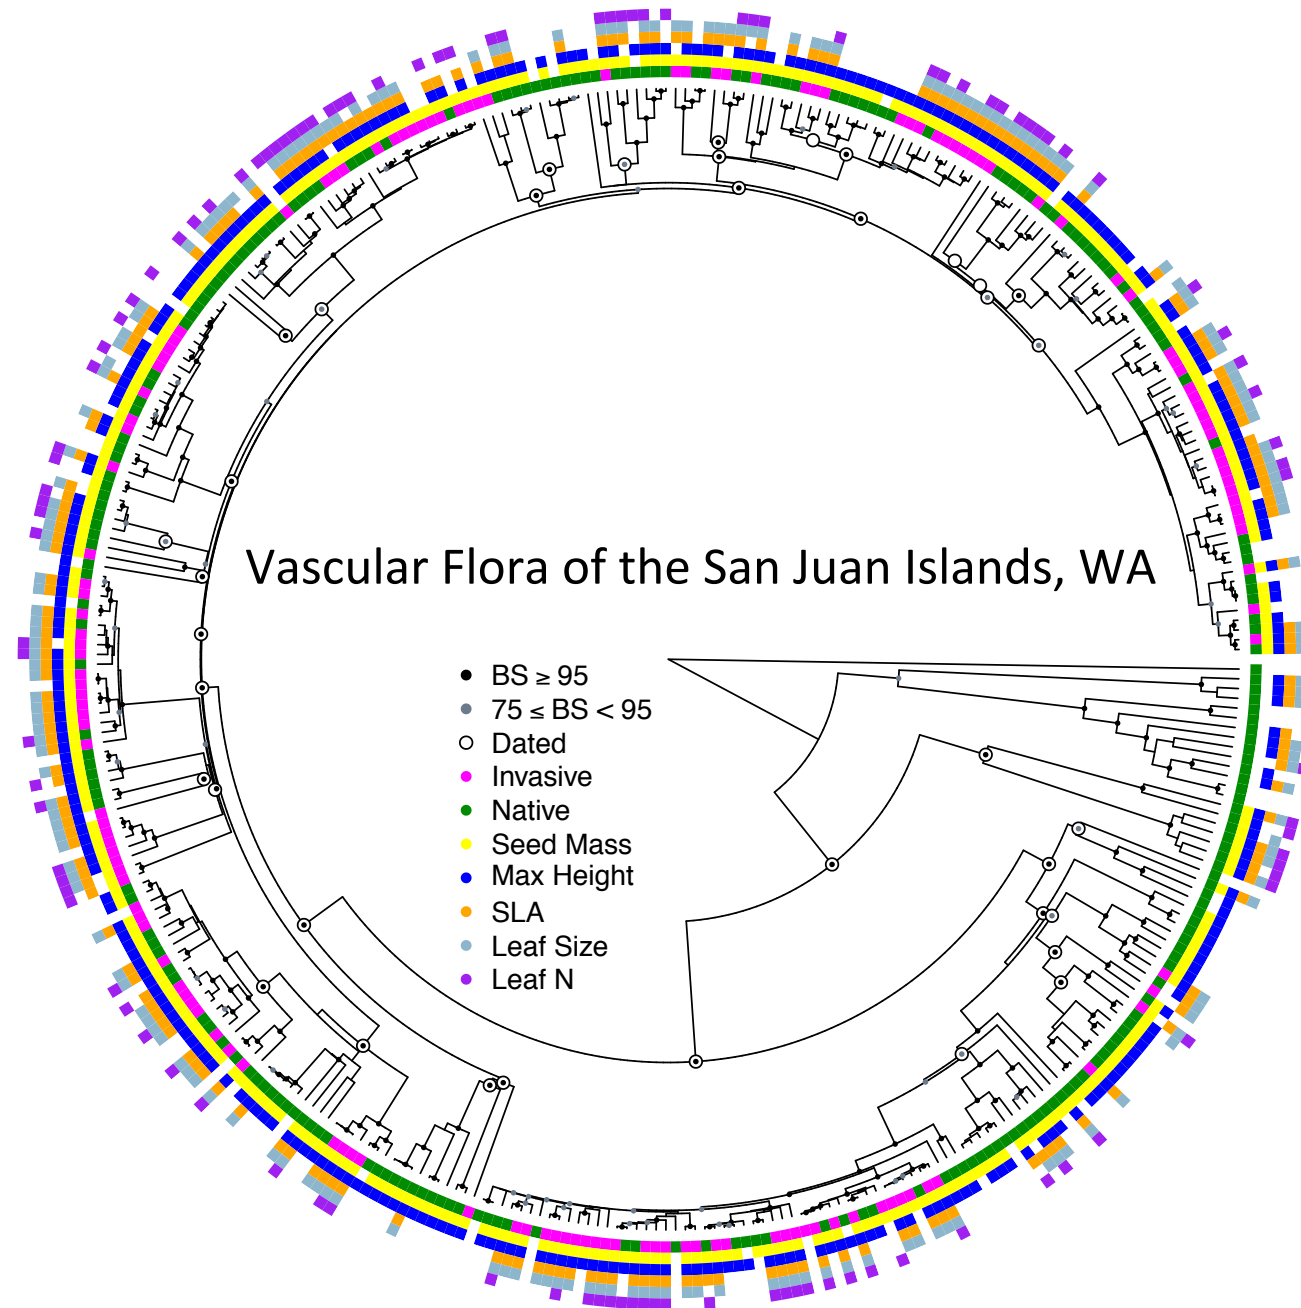 Vascular Flora of the San Juan Islands, WA
BS ≥ 95
75 ≤ BS < 95
Dated
Invasive
Native
Seed Mass
Max Height
SLA
Leaf Size
Leaf N